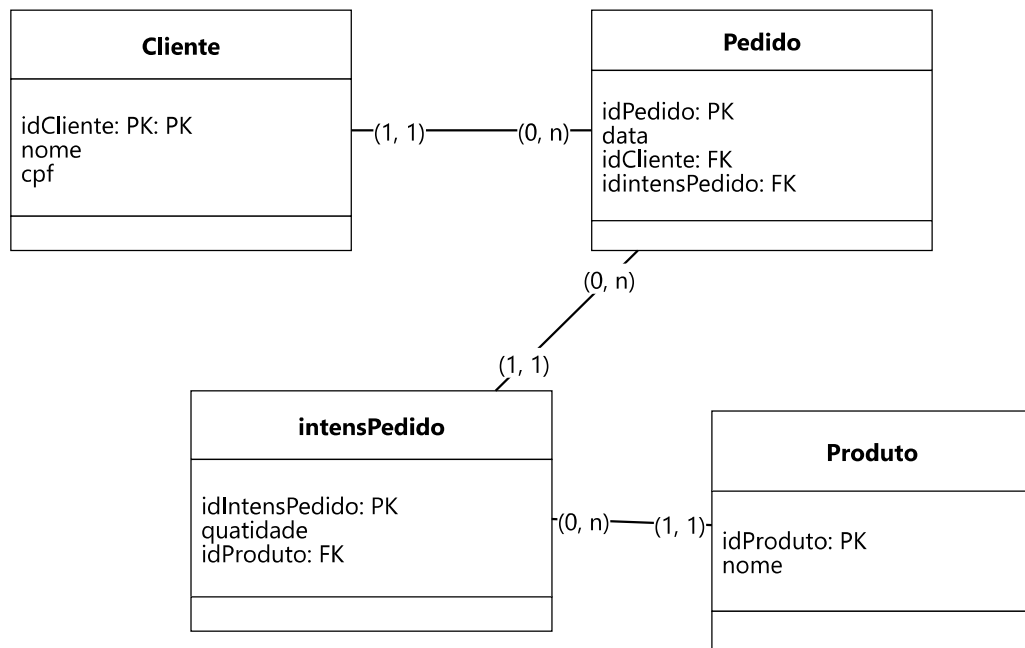 Cliente
idCliente: PK: PK
nome
cpf
Pedido
idPedido: PK
data
idCliente: FK
idintensPedido: FK
(1, 1)
(0, n)
(0, n)
(1, 1)
intensPedido
idIntensPedido: PK
quatidade
idProduto: FK
(0, n)
(1, 1)
Produto
idProduto: PK
nome